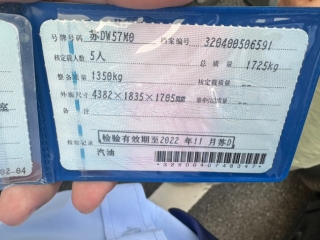 号牌号码 苏DW57M0 档案编号 320400506591
核定载人数 5人 总质量 1725kg
整备质量 1350kg 核定载质量 --
外廓尺寸 4382×1835×1705mm 准牵引总质量 --
备注
检验记录 检验有效期至2022年11月苏D
汽油